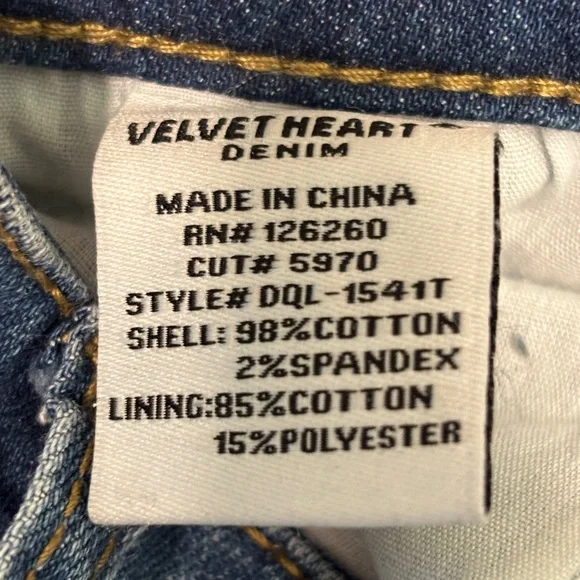 VELVET HEART®
DENIM
MADE IN CHINA
RN# 126260
CUT# 5970
STYLE# DQL-1541T
SHELL: 98%COTTON
2%SPANDEX
LINING:85%COTTON
15%POLYESTER